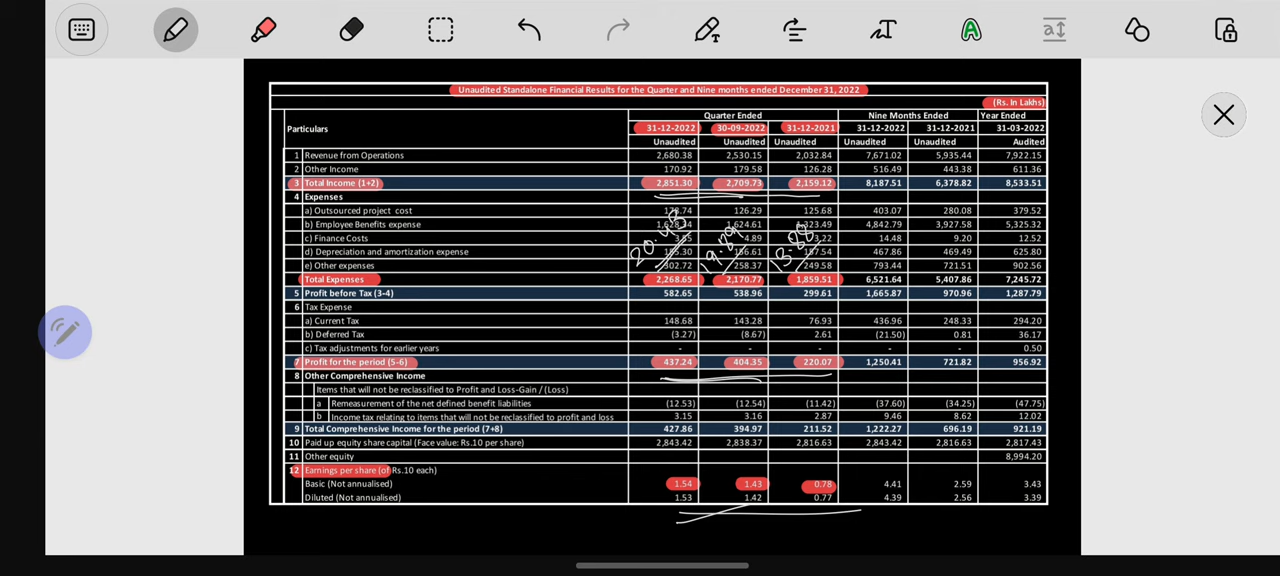 Unaudited Standalone Financial Results for the Quarter and Nine months ended December 31, 2022
(Rs. In Lakhs)
Particulars Quarter Ended Nine Months Ended Year Ended
31-12-2022 30-09-2022 31-12-2021 31-12-2022 31-12-2021 31-03-2022
Unaudited Unaudited Unaudited Unaudited Unaudited Audited
1 Revenue from Operations 2,680.38 2,530.15 2,032.84 7,671.02 5,935.44 7,922.15
2 Other Income 170.92 179.58 126.28 516.49 443.38 611.36
3 Total Income (1+2) 2,851.30 2,709.73 2,159.12 8,187.51 6,378.82 8,533.51
4 Expenses
a) Outsourced project cost 126.29 125.68 403.07 280.08 379.52
b) Employee Benefits expense 1,624.61 4,842.79 3,927.58 5,325.32
c) Finance Costs 4.89 14.48 9.20 12.52
d) Depreciation and amortization expense 467.86 469.49 625.80
e) Other expenses 302.72 258.37 249.58 793.44 721.51 902.56
20.43 19.89 13.88
Total Expenses 2,268.65 2,170.77 1,859.51 6,521.64 5,407.86 7,245.72
5 Profit before Tax (3-4) 582.65 538.96 299.61 1,665.87 970.96 1,287.79
6 Tax Expense
a) Current Tax 148.68 143.28 76.93 436.96 248.33 294.20
b) Deferred Tax (3.27) (8.67) 2.61 (21.50) 0.81 36.17
c) Tax adjustments for earlier years - - - - - 0.50
7 Profit for the period (5-6) 437.24 404.35 220.07 1,250.41 721.82 956.92
8 Other Comprehensive Income
Items that will not be reclassified to Profit and Loss-Gain / (Loss)
a Remeasurement of the net defined benefit liabilities (12.53) (12.54) (11.42) (37.60) (34.25) (47.75)
b Income tax relating to items that will not be reclassified to profit and loss 3.15 3.16 2.87 9.46 8.62 12.02
9 Total Comprehensive Income for the period (7+8) 427.86 394.97 211.52 1,222.27 696.19 921.19
10 Paid up equity share capital (Face value: Rs.10 per share) 2,843.42 2,838.37 2,816.63 2,843.42 2,816.63 2,817.43
11 Other equity 8,994.20
12 Earnings per share (of Rs.10 each)
Basic (Not annualised) 1.54 1.43 0.78 4.41 2.59 3.43
Diluted (Not annualised) 1.53 1.42 0.77 4.39 2.56 3.39